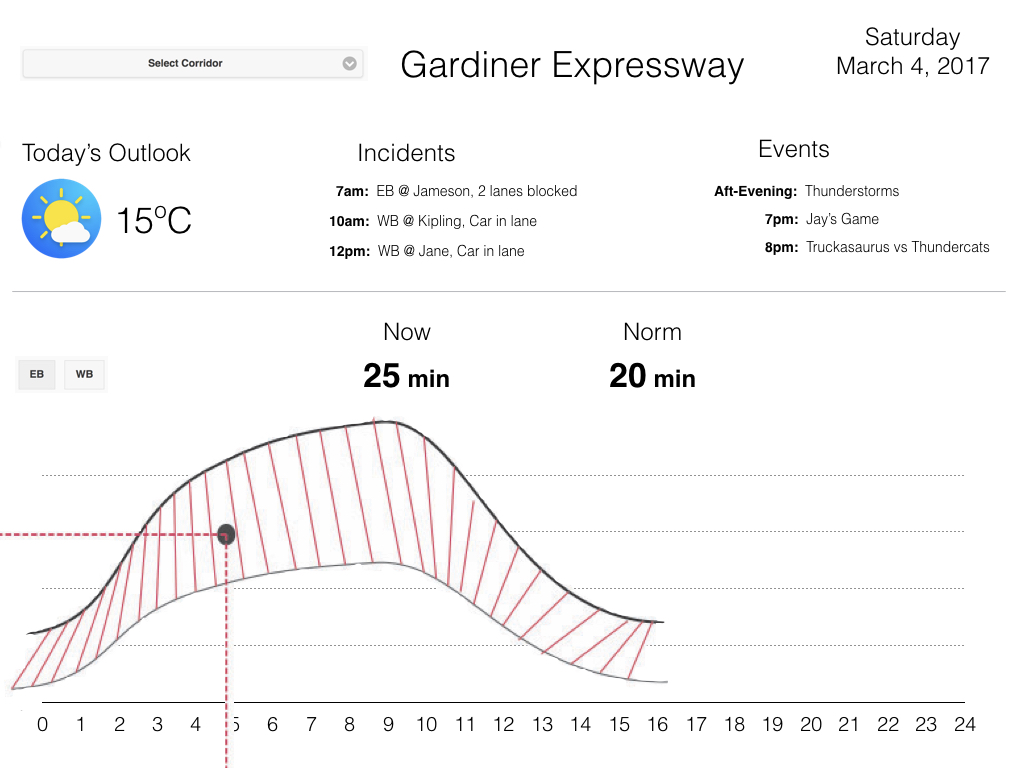 Saturday
Select Corridor
Gardiner Expressway
March 4, 2017
Today's Outlook
Incidents
Events
15ºC
7am: EB @ Jameson, 2 lanes blocked
10am: WB @ Kipling, Car in lane
12pm: WB @ Jane, Car in lane
Aft-Evening: Thunderstorms
7pm: Jay's Game
8pm: Truckasaurus vs Thundercats
Now
Norm
EB
WB
25 min
20 min
0 1 2 3 4 5 6 7 8 9 10 11 12 13 14 15 16 17 18 19 20 21 22 23 24